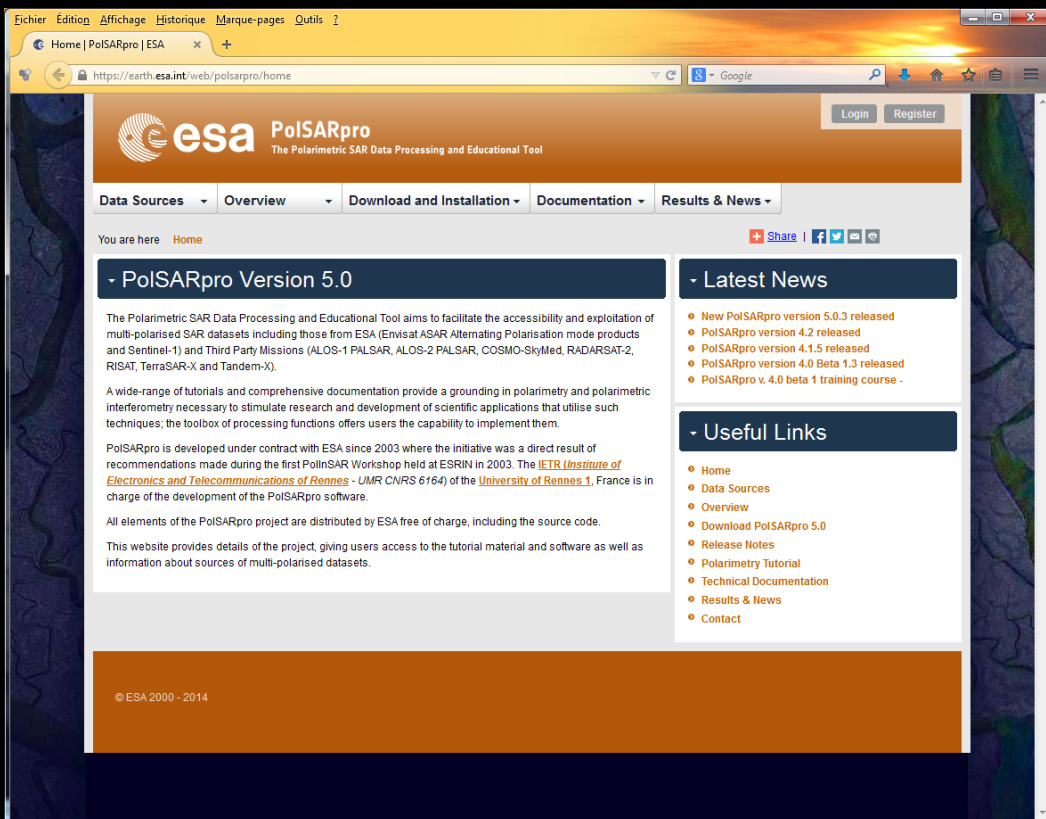 Fichier Édition Affichage Historique Marque-pages Outils ?
Home | PolSARpro | ESA
https://earth.esa.int/web/polsarpro/home
Google
Login Register
esa
PolSARpro
The Polarimetric SAR Data Processing and Educational Tool
Data Sources Overview Download and Installation Documentation Results & News
You are here Home
Share |
PolSARpro Version 5.0
The Polarimetric SAR Data Processing and Educational Tool aims to facilitate the accessibility and exploitation of
multi-polarised SAR datasets including those from ESA (Envisat ASAR Alternating Polarisation mode products
and Sentinel-1) and Third Party Missions (ALOS-1 PALSAR, ALOS-2 PALSAR, COSMO-SkyMed, RADARSAT-2,
RISAT, TerraSAR-X and Tandem-X).
A wide-range of tutorials and comprehensive documentation provide a grounding in polarimetry and polarimetric
interferometry necessary to stimulate research and development of scientific applications that utilise such
techniques; the toolbox of processing functions offers users the capability to implement them.
PolSARpro is developed under contract with ESA since 2003 where the initiative was a direct result of
recommendations made during the first PolInSAR Workshop held at ESRIN in 2003. The IETR (Institute of
Electronics and Telecommunications of Rennes - UMR CNRS 6164) of the University of Rennes 1, France is in
charge of the development of the PolSARpro software.
All elements of the PolSARpro project are distributed by ESA free of charge, including the source code.
This website provides details of the project, giving users access to the tutorial material and software as well as
information about sources of multi-polarised datasets.
Latest News
New PolSARpro version 5.0.3 released
PolSARpro version 4.2 released
PolSARpro version 4.1.5 released
PolSARpro version 4.0 Beta 1.3 released
PolSARpro v. 4.0 beta 1 training course -
Useful Links
Home
Data Sources
Overview
Download PolSARpro 5.0
Release Notes
Polarimetry Tutorial
Technical Documentation
Results & News
Contact
© ESA 2000 - 2014